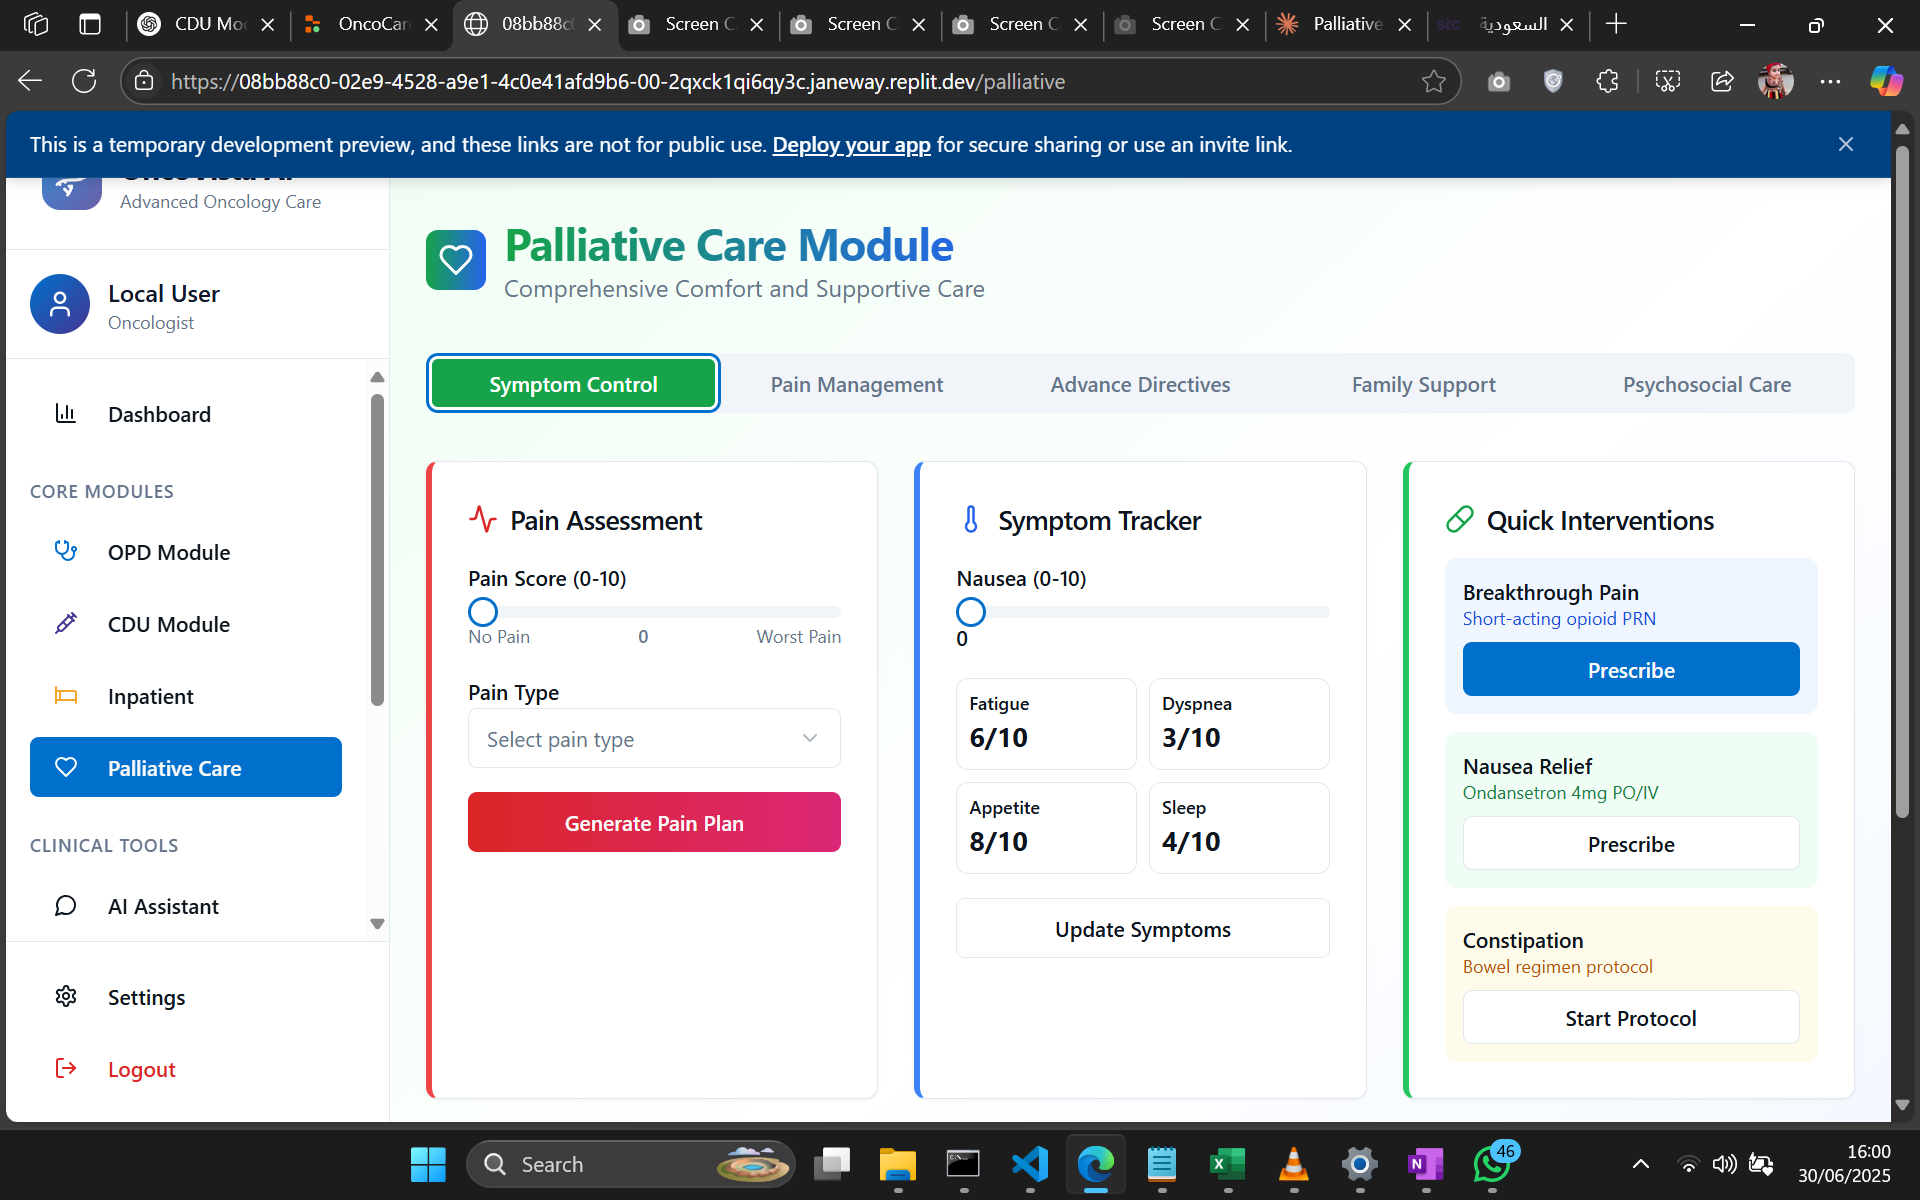 CDU Mo
OncoCar
08bb88c
Screen C
Screen C
Screen C
Screen C
Palliative
stc
السعودية
https://08bb88c0-02e9-4528-a9e1-4c0e41afd9b6-00-2qxck1qi6qy3c.janeway.replit.dev/palliative
This is a temporary development preview, and these links are not for public use. Deploy your app for secure sharing or use an invite link.
Advanced Oncology Care
Local User
Oncologist
Dashboard
CORE MODULES
OPD Module
CDU Module
Inpatient
Palliative Care
CLINICAL TOOLS
AI Assistant
Settings
Logout
Palliative Care Module
Comprehensive Comfort and Supportive Care
Symptom Control
Pain Management
Advance Directives
Family Support
Psychosocial Care
Pain Assessment
Pain Score (0-10)
No Pain 0 Worst Pain
Pain Type
Select pain type
Generate Pain Plan
Symptom Tracker
Nausea (0-10)
0
Fatigue
6/10
Dyspnea
3/10
Appetite
8/10
Sleep
4/10
Update Symptoms
Quick Interventions
Breakthrough Pain
Short-acting opioid PRN
Prescribe
Nausea Relief
Ondansetron 4mg PO/IV
Prescribe
Constipation
Bowel regimen protocol
Start Protocol
Search
46
16:00
30/06/2025